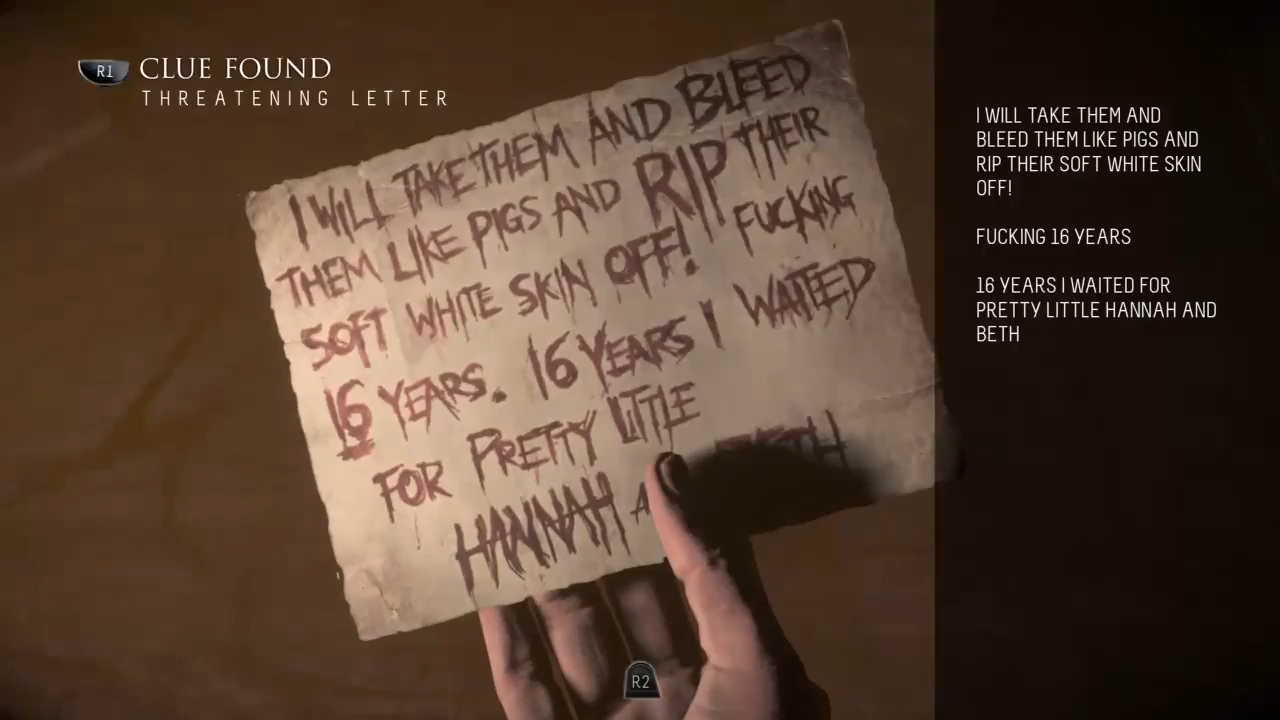 R1
CLUE FOUND
THREATENING LETTER
I WILL TAKE THEM AND BLEED
THEM LIKE PIGS AND RIP THEIR
SOFT WHITE SKIN OFF! FUCKING
16 YEARS. 16 YEARS I WAITED
FOR PRETTY LITTLE
HANNAH A BETH
R2
I WILL TAKE THEM AND
BLEED THEM LIKE PIGS AND
RIP THEIR SOFT WHITE SKIN
OFF!
FUCKING 16 YEARS
16 YEARS I WAITED FOR
PRETTY LITTLE HANNAH AND
BETH